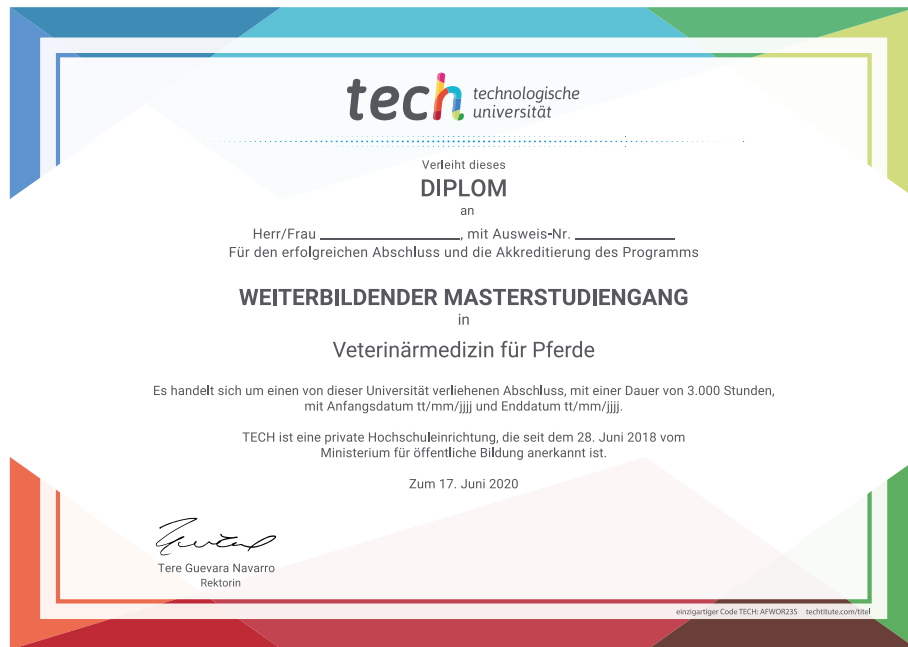 tech technologische
universität
Verleiht dieses
DIPLOM
an
Herr/Frau ____________________, mit Ausweis-Nr. ______________
Für den erfolgreichen Abschluss und die Akkreditierung des Programms
WEITERBILDENDER MASTERSTUDIENGANG
in
Veterinärmedizin für Pferde
Es handelt sich um einen von dieser Universität verliehenen Abschluss, mit einer Dauer von 3.000 Stunden,
mit Anfangsdatum tt/mm/jjjj und Enddatum tt/mm/jjjj.
TECH ist eine private Hochschuleinrichtung, die seit dem 28. Juni 2018 vom
Ministerium für öffentliche Bildung anerkannt ist.
Zum 17. Juni 2020
Tere Guevara Navarro
Rektorin
einzigartiger Code TECH: AFWOR23S techtitute.com/titel